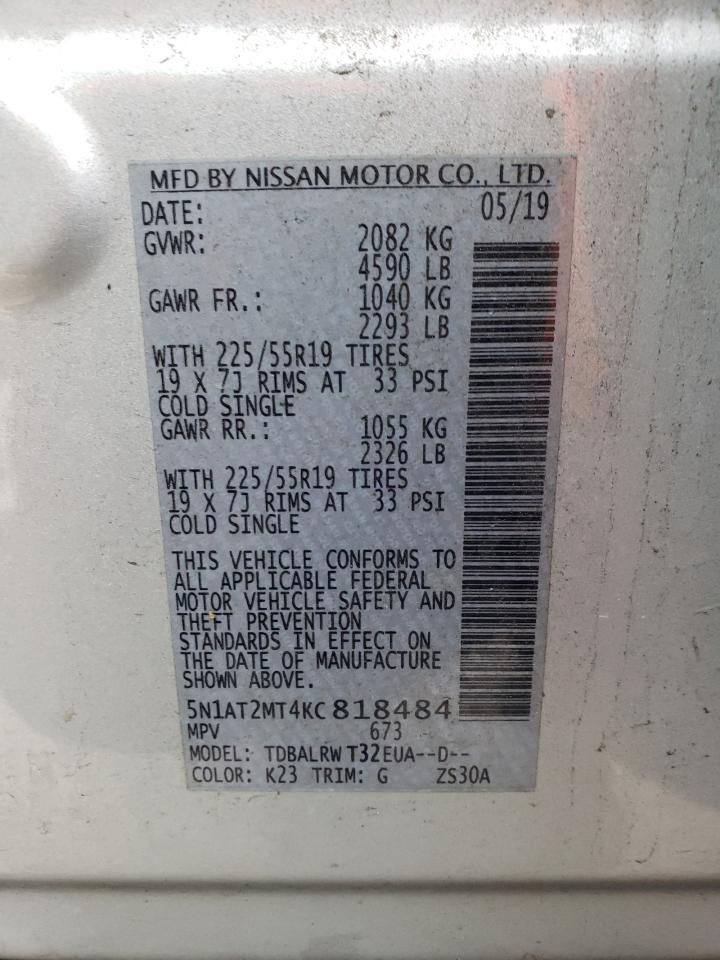 MFD BY NISSAN MOTOR CO., LTD.
DATE: 05/19
GVWR: 2082 KG
4590 LB
GAWR FR.: 1040 KG
2293 LB
WITH 225/55R19 TIRES
19 X 7J RIMS AT 33 PSI
COLD SINGLE
GAWR RR.: 1055 KG
2326 LB
WITH 225/55R19 TIRES
19 X 7J RIMS AT 33 PSI
COLD SINGLE
THIS VEHICLE CONFORMS TO
ALL APPLICABLE FEDERAL
MOTOR VEHICLE SAFETY AND
THEFT PREVENTION
STANDARDS IN EFFECT ON
THE DATE OF MANUFACTURE
SHOWN ABOVE.
5N1AT2MT4KC818484
MPV 673
MODEL: TDBALRW T32EUA--D--
COLOR: K23 TRIM: G ZS30A